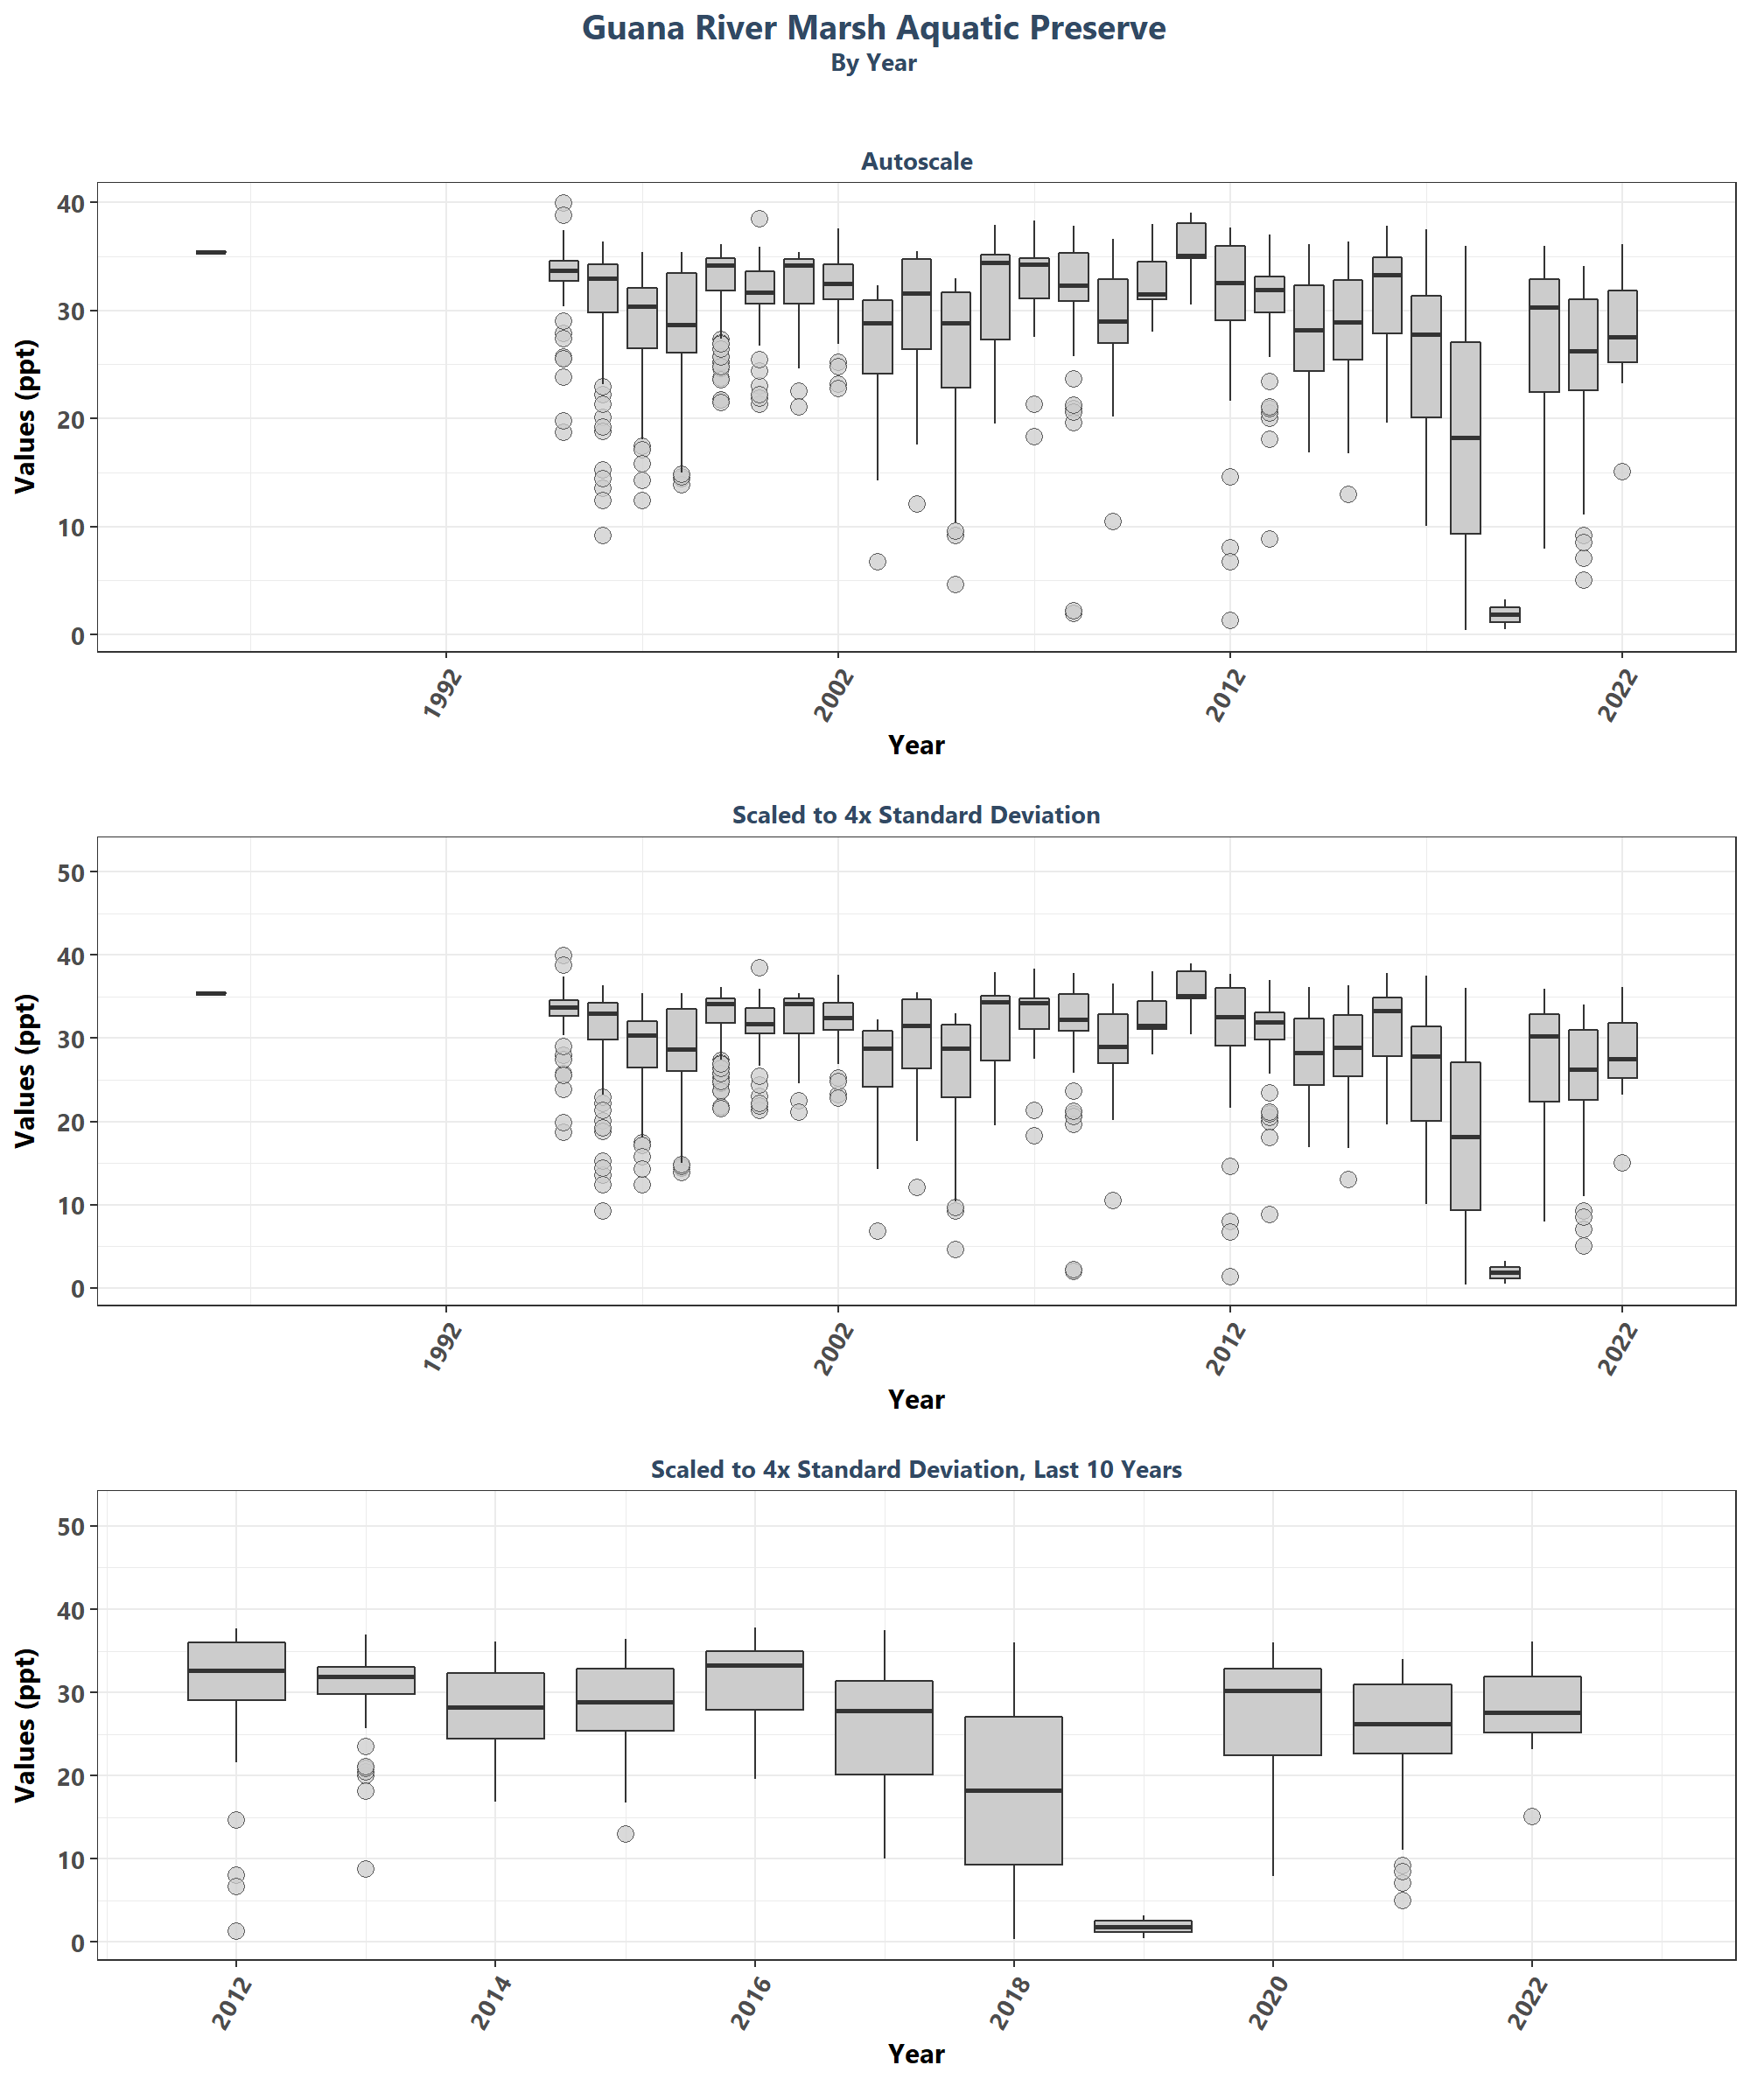 Guana River Marsh Aquatic Preserve
By Year
Autoscale
Values (ppt)
40
30
20
10
0
1992
2002
2012
2022
Year
Scaled to 4x Standard Deviation
Values (ppt)
50
40
30
20
10
0
1992
2002
2012
2022
Year
Scaled to 4x Standard Deviation, Last 10 Years
Values (ppt)
50
40
30
20
10
0
2012
2014
2016
2018
2020
2022
Year